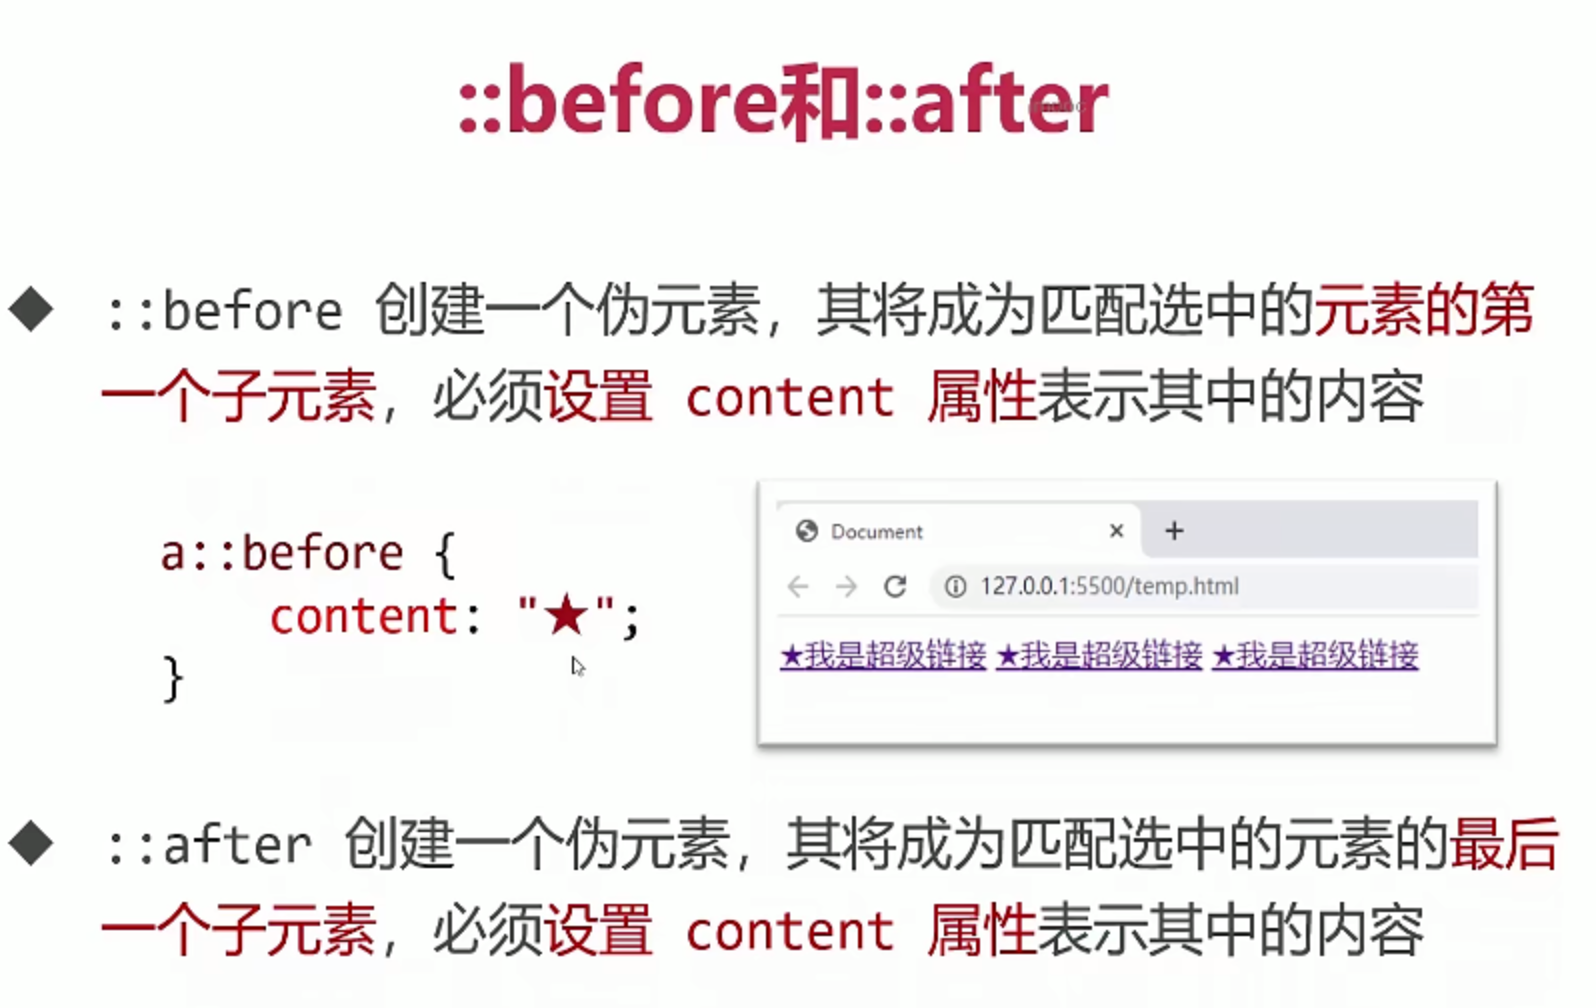 ::before和::after
::before 创建一个伪元素，其将成为匹配选中的元素的第
一个子元素，必须设置 content 属性表示其中的内容
a::before {
content: "★";
}
Document
127.0.0.1:5500/temp.html
★我是超级链接 ★我是超级链接 ★我是超级链接
::after 创建一个伪元素，其将成为匹配选中的元素的最后
一个子元素，必须设置 content 属性表示其中的内容